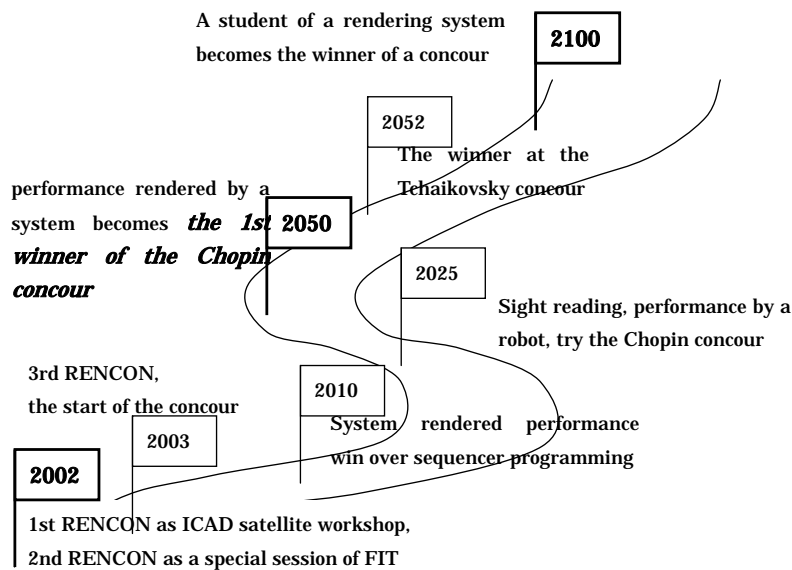 A student of a rendering system
becomes the winner of a concour
2100
2052
The winner at the
Tchaikovsky concour
performance rendered by a
system becomes the 1st
winner of the Chopin
concour
2050
2025
Sight reading, performance by a
robot, try the Chopin concour
3rd RENCON,
the start of the concour
2010
System rendered performance
win over sequencer programming
2003
2002
1st RENCON as ICAD satellite workshop,
2nd RENCON as a special session of FIT